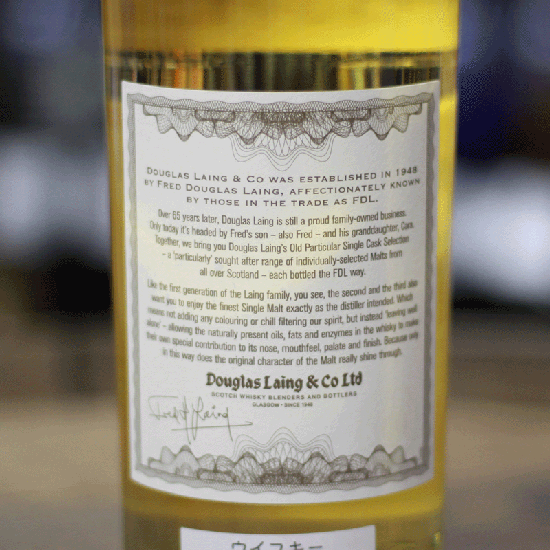 DOUGLAS LAING & CO WAS ESTABLISHED IN 1948
BY FRED DOUGLAS LAING, AFFECTIONATELY KNOWN
BY THOSE IN THE TRADE AS FDL.
Over 65 years later, Douglas Laing is still a proud family-owned business.
Only today it's headed by Fred's son – also Fred – and his granddaughter, Cara.
Together, we bring you Douglas Laing's Old Particular Single Cask Selection
– a 'particularly' sought after range of individually-selected Malts from
all over Scotland – each bottled the FDL way.
Like the first generation of the Laing family, you see, the second and the third also
want you to enjoy the finest Single Malt exactly as the distiller intended. Which
means not adding any colouring or chill filtering our spirit, but instead 'leaving well
alone' – allowing the naturally present oils, fats and enzymes in the whisky to make
their own special contribution to its nose, mouthfeel, palate and finish. Because only
in this way does the original character of the Malt really shine through.
Douglas Laing & Co Ltd
SCOTCH WHISKY BLENDERS AND BOTTLERS
GLASGOW • SINCE 1948
Fred H Laing
ウイスキー